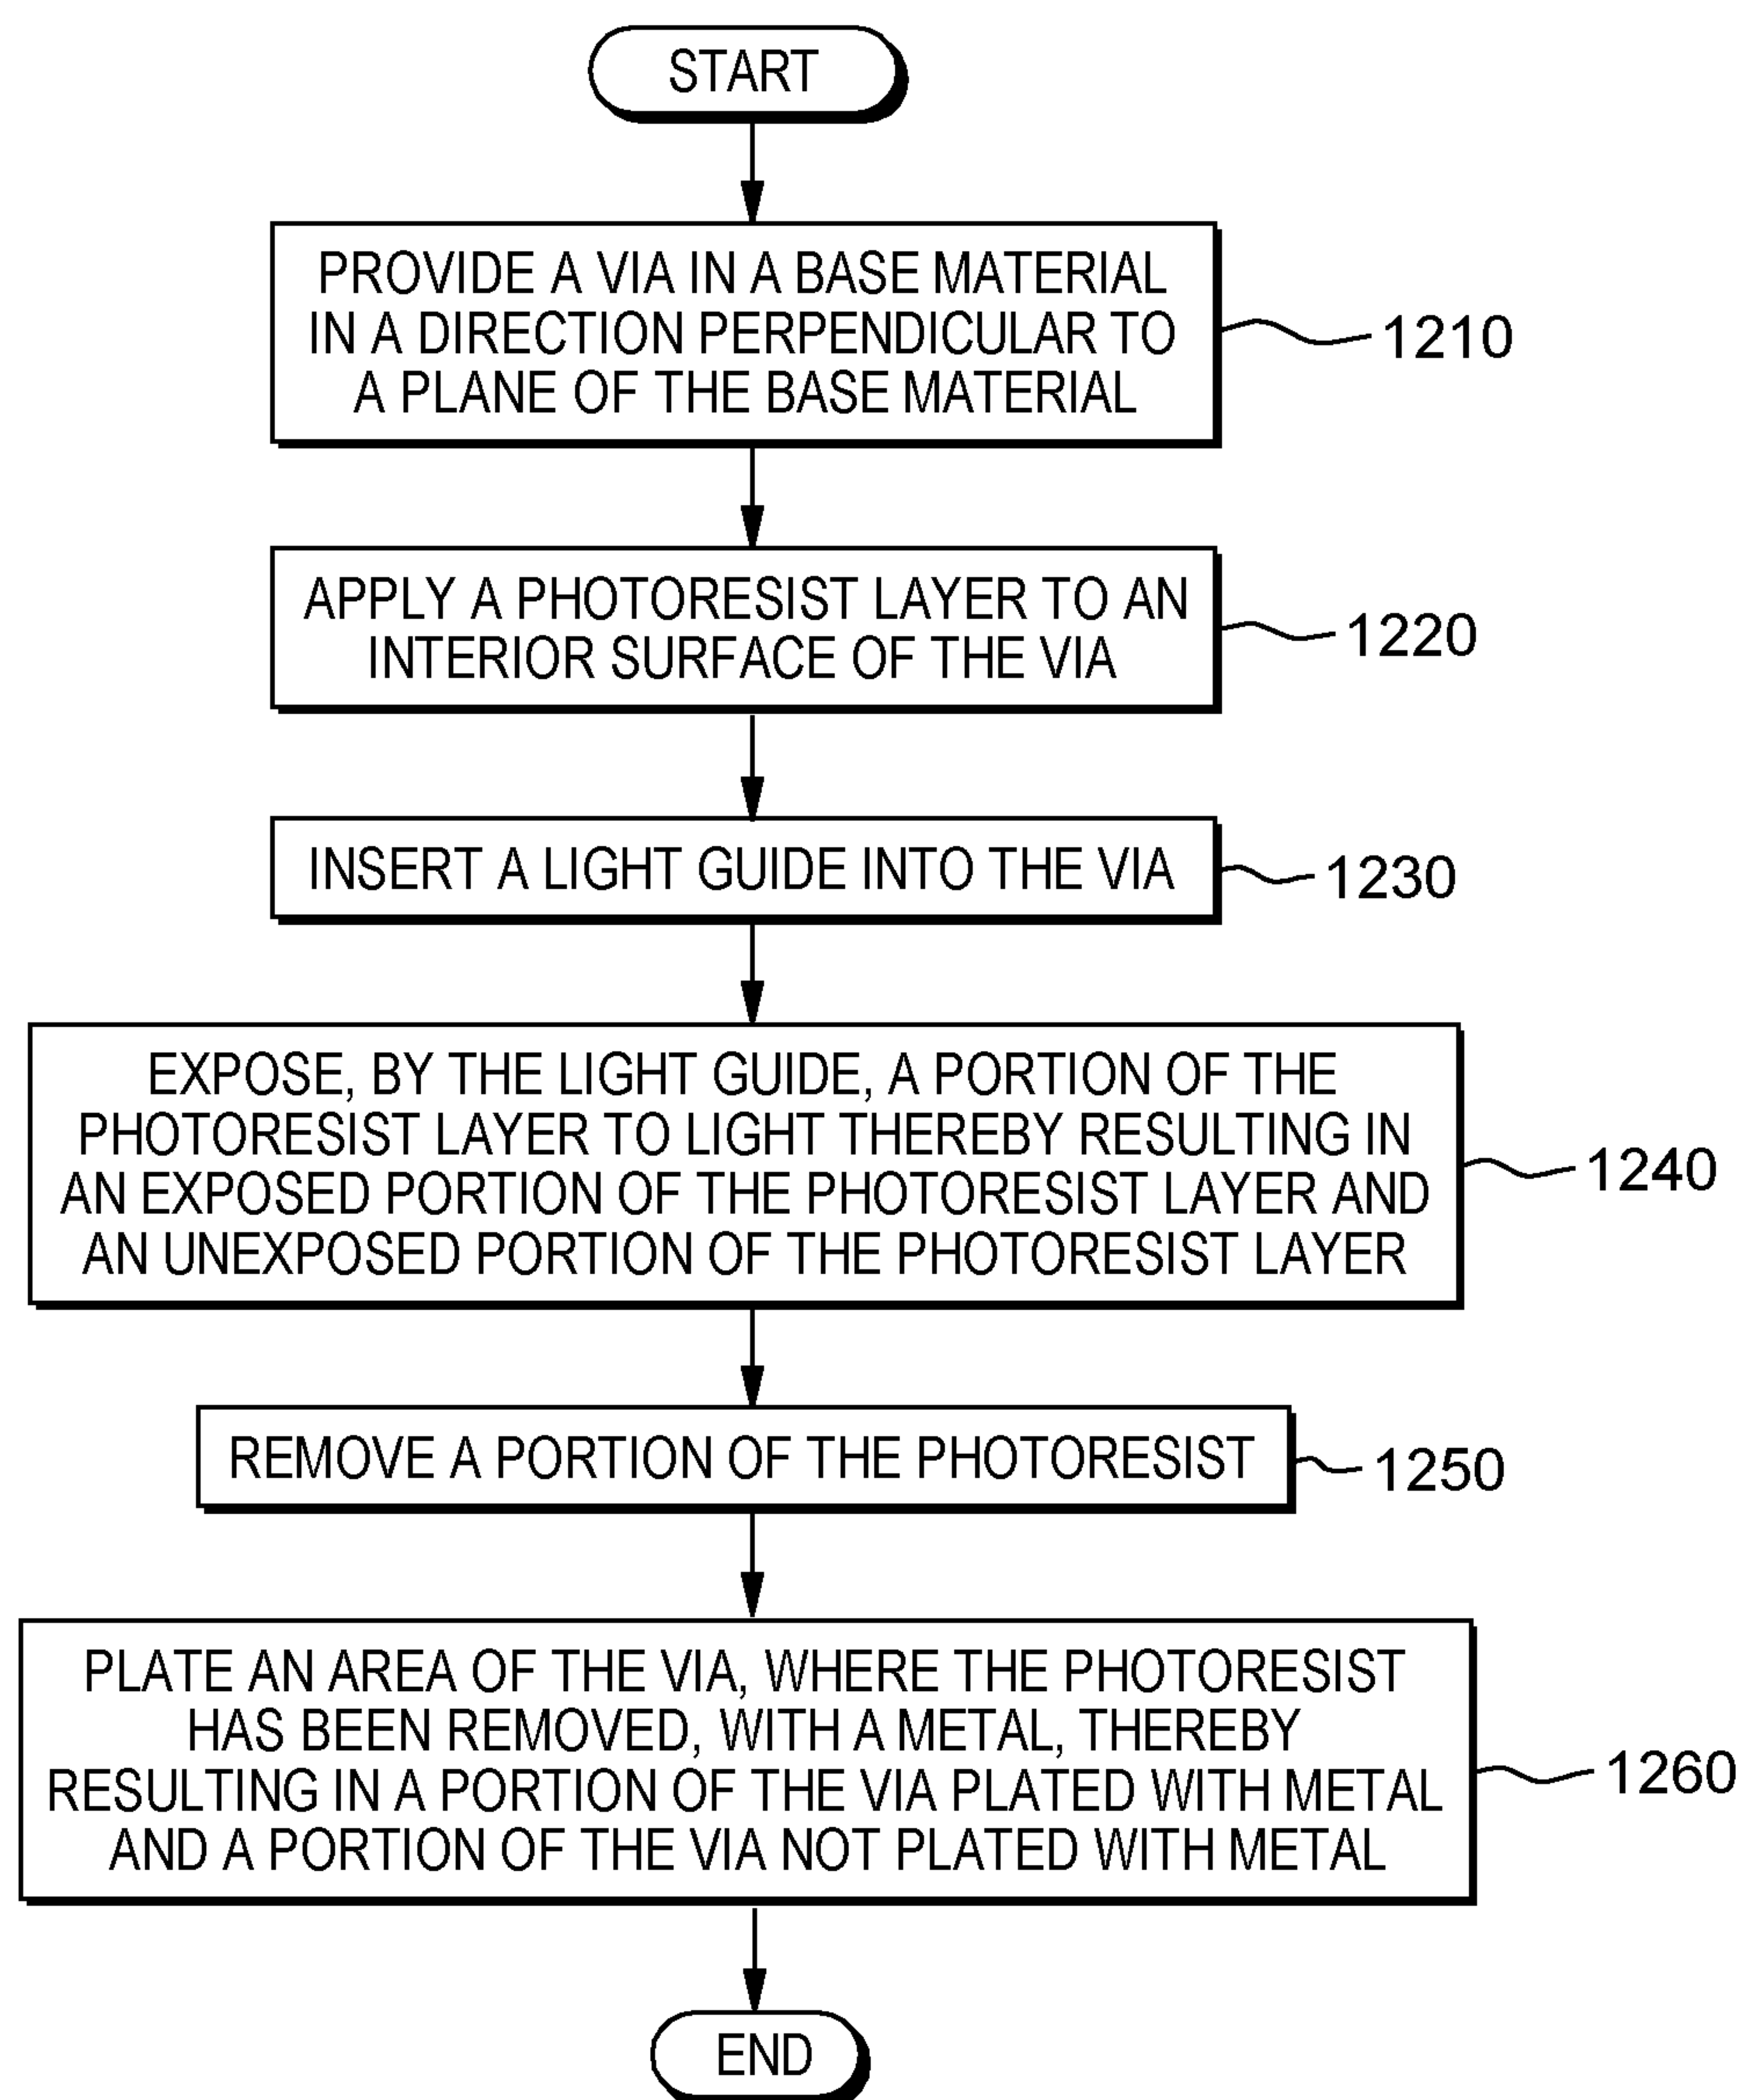 START
PROVIDE A VIA IN A BASE MATERIAL
IN A DIRECTION PERPENDICULAR TO
A PLANE OF THE BASE MATERIAL
1210
APPLY A PHOTORESIST LAYER TO AN
INTERIOR SURFACE OF THE VIA
1220
INSERT A LIGHT GUIDE INTO THE VIA
1230
EXPOSE, BY THE LIGHT GUIDE, A PORTION OF THE
PHOTORESIST LAYER TO LIGHT THEREBY RESULTING IN
AN EXPOSED PORTION OF THE PHOTORESIST LAYER AND
AN UNEXPOSED PORTION OF THE PHOTORESIST LAYER
1240
REMOVE A PORTION OF THE PHOTORESIST
1250
PLATE AN AREA OF THE VIA, WHERE THE PHOTORESIST
HAS BEEN REMOVED, WITH A METAL, THEREBY
RESULTING IN A PORTION OF THE VIA PLATED WITH METAL
AND A PORTION OF THE VIA NOT PLATED WITH METAL
1260
END